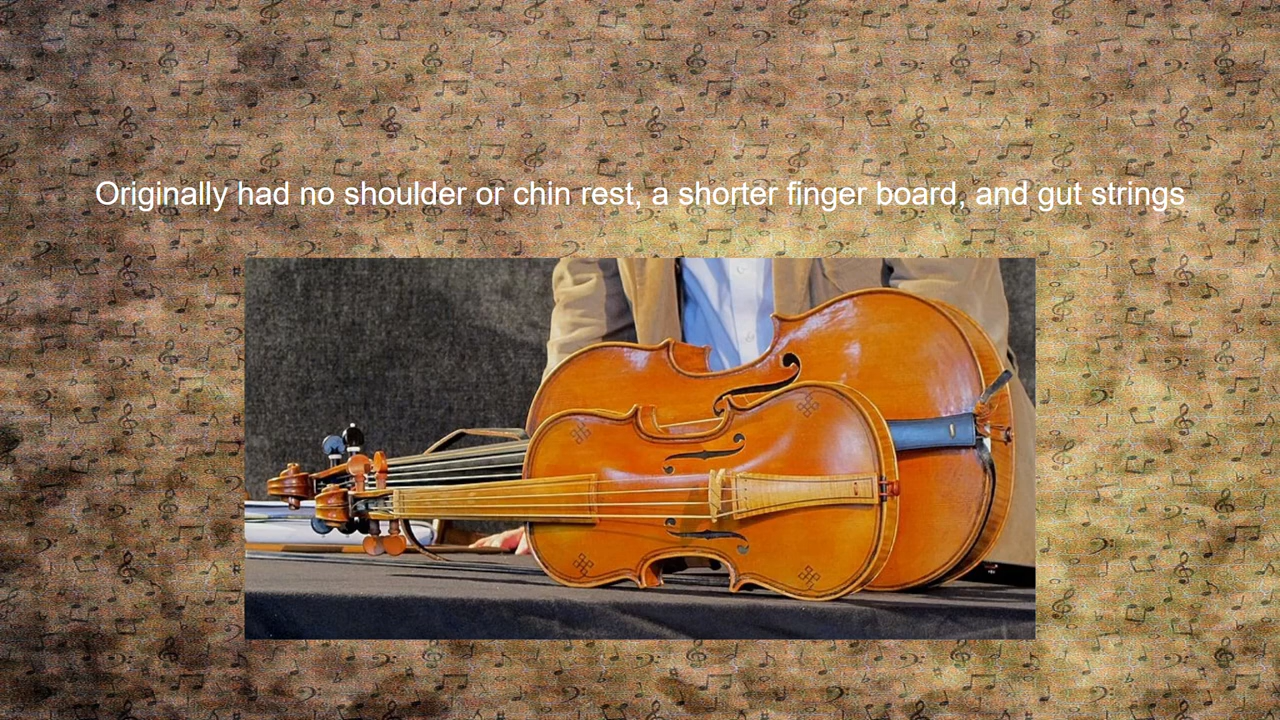 Originally had no shoulder or chin rest, a shorter finger board, and gut strings